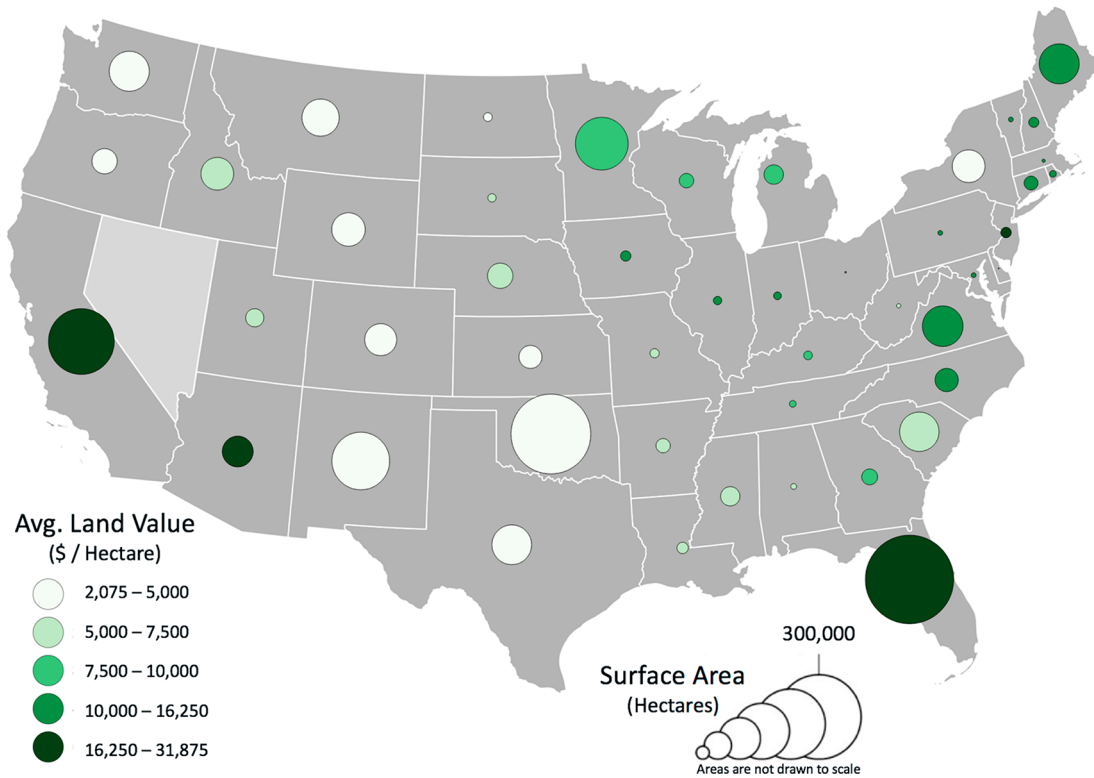 Avg. Land Value
($ / Hectare)
2,075 – 5,000
5,000 – 7,500
7,500 – 10,000
10,000 – 16,250
16,250 – 31,875
300,000
Surface Area
(Hectares)
Areas are not drawn to scale